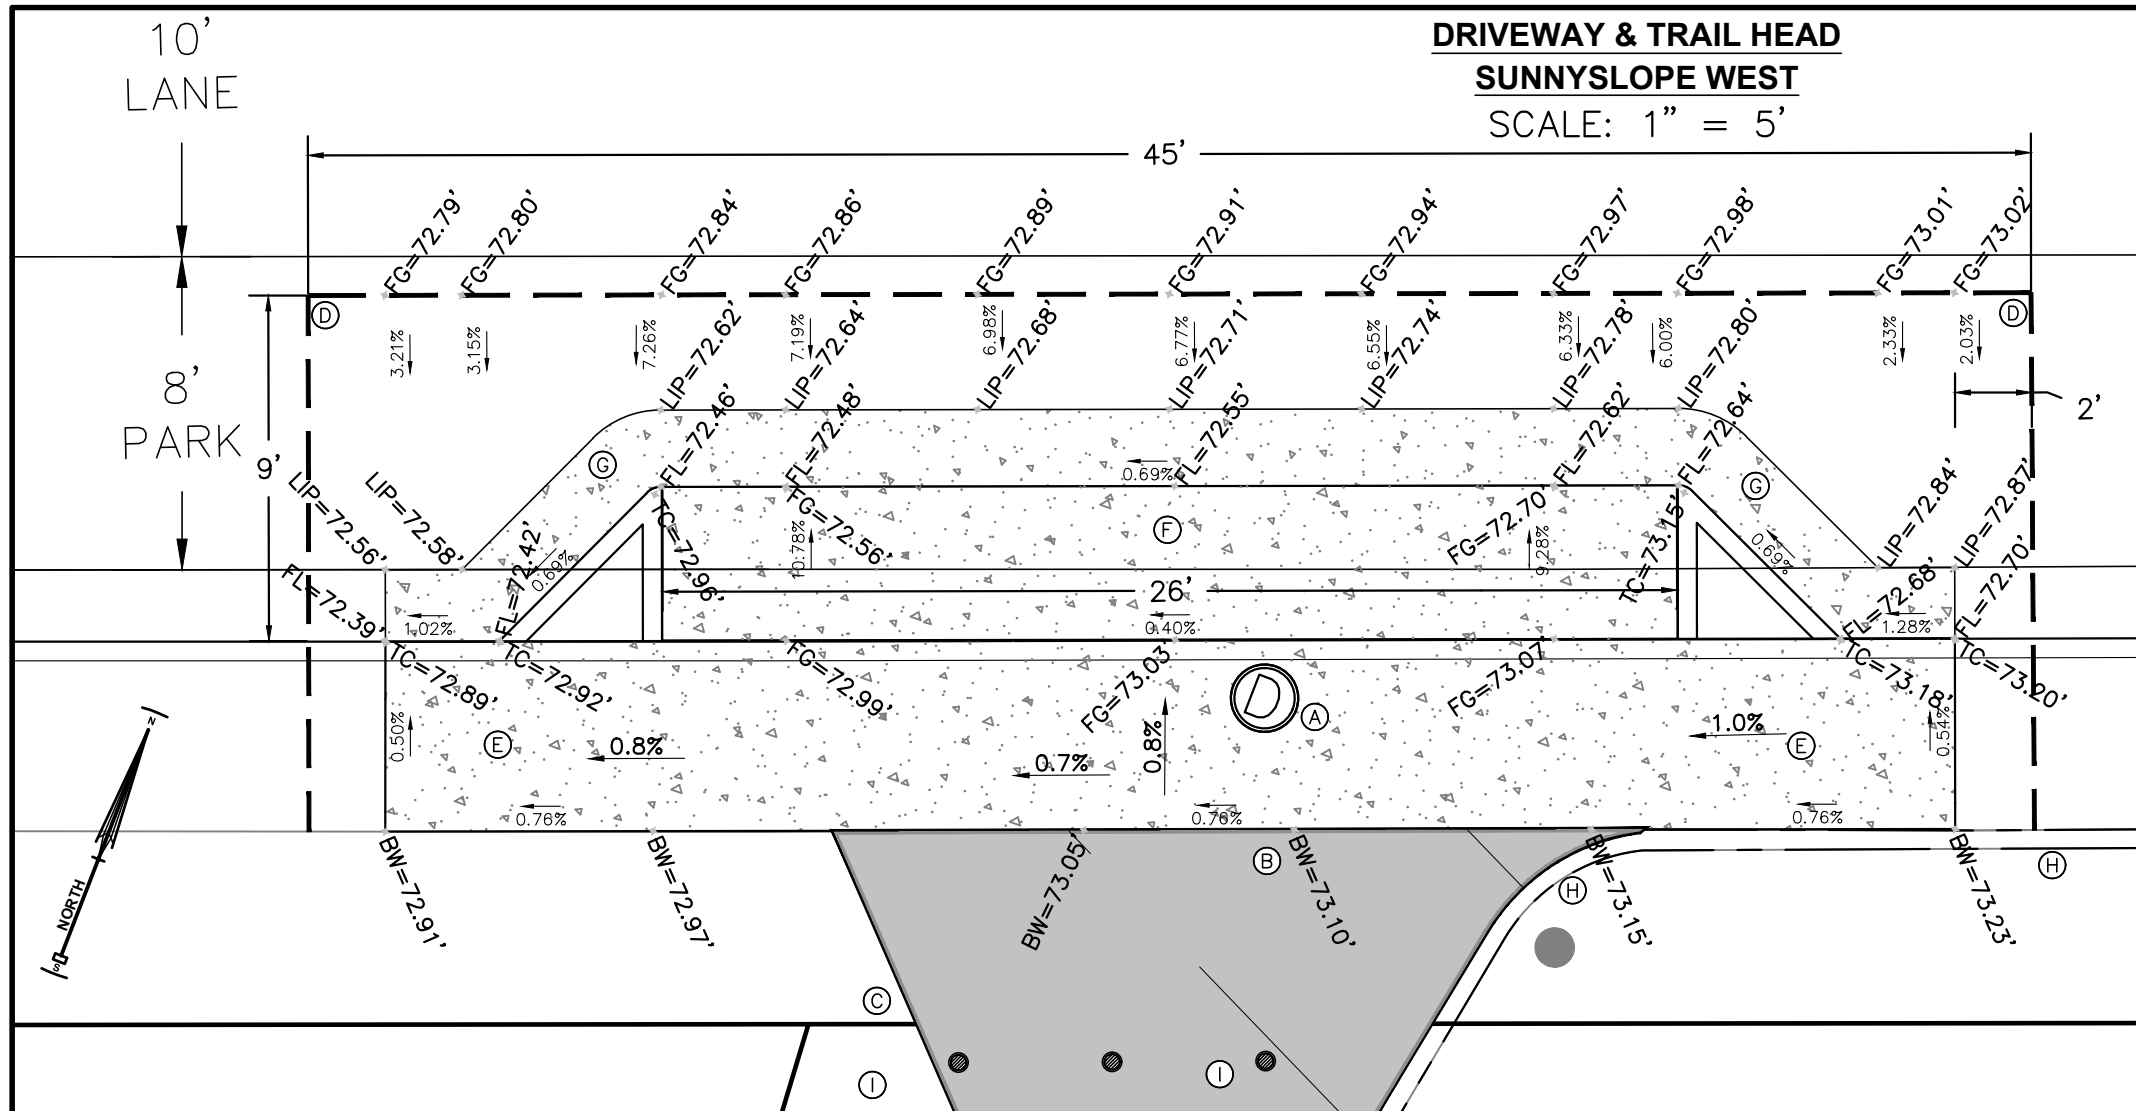 10’
LANE
DRIVEWAY & TRAIL HEAD
SUNNYSLOPE WEST
SCALE: 1” = 5’
45’
FG=72.79’
FG=72.80’
FG=72.84’
FG=72.86’
FG=72.89’
FG=72.91’
FG=72.94’
FG=72.97’
FG=72.98’
FG=73.01’
FG=73.02’
D
D
3.21%
3.15%
7.26%
7.19%
6.98%
6.77%
6.55%
6.33%
6.00%
2.33%
2.03%
LIP=72.62’
LIP=72.64’
LIP=72.68’
LIP=72.71’
LIP=72.74’
LIP=72.78’
LIP=72.80’
8’
PARK
9’
2’
LIP=72.56’
LIP=72.58’
G
FL=72.46’
FL=72.48’
0.69%
FL=72.55’
FL=72.62’
FL=72.64’
G
LIP=72.84’
LIP=72.87’
FL=72.39’
FL=72.42’
0.69%
TC=72.96’
10.78%
FG=72.56’
F
FG=72.70’
9.28%
TC=73.15’
0.69%
FL=72.68’
FL=72.70’
26’
1.02%
0.40%
1.28%
TC=72.89’
TC=72.92’
FG=72.99’
FG=73.03’
FG=73.07’
TC=73.18’
TC=73.20’
A
0.50%
E
0.8%
0.7%
0.8%
1.0%
E
0.54%
0.76%
0.76%
0.76%
BW=72.91’
BW=72.97’
BW=73.05’
B
BW=73.10’
BW=73.15’
BW=73.23’
H
H
N
NORTH
S
C
I
I
D